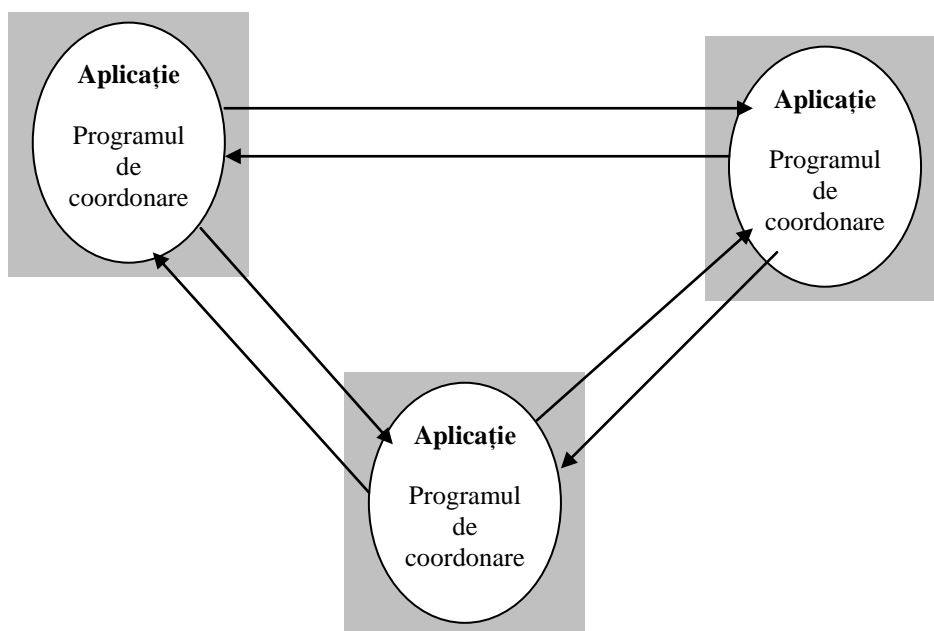 Aplicație
Programul
de
coordonare
Aplicație
Programul
de
coordonare
Aplicație
Programul
de
coordonare